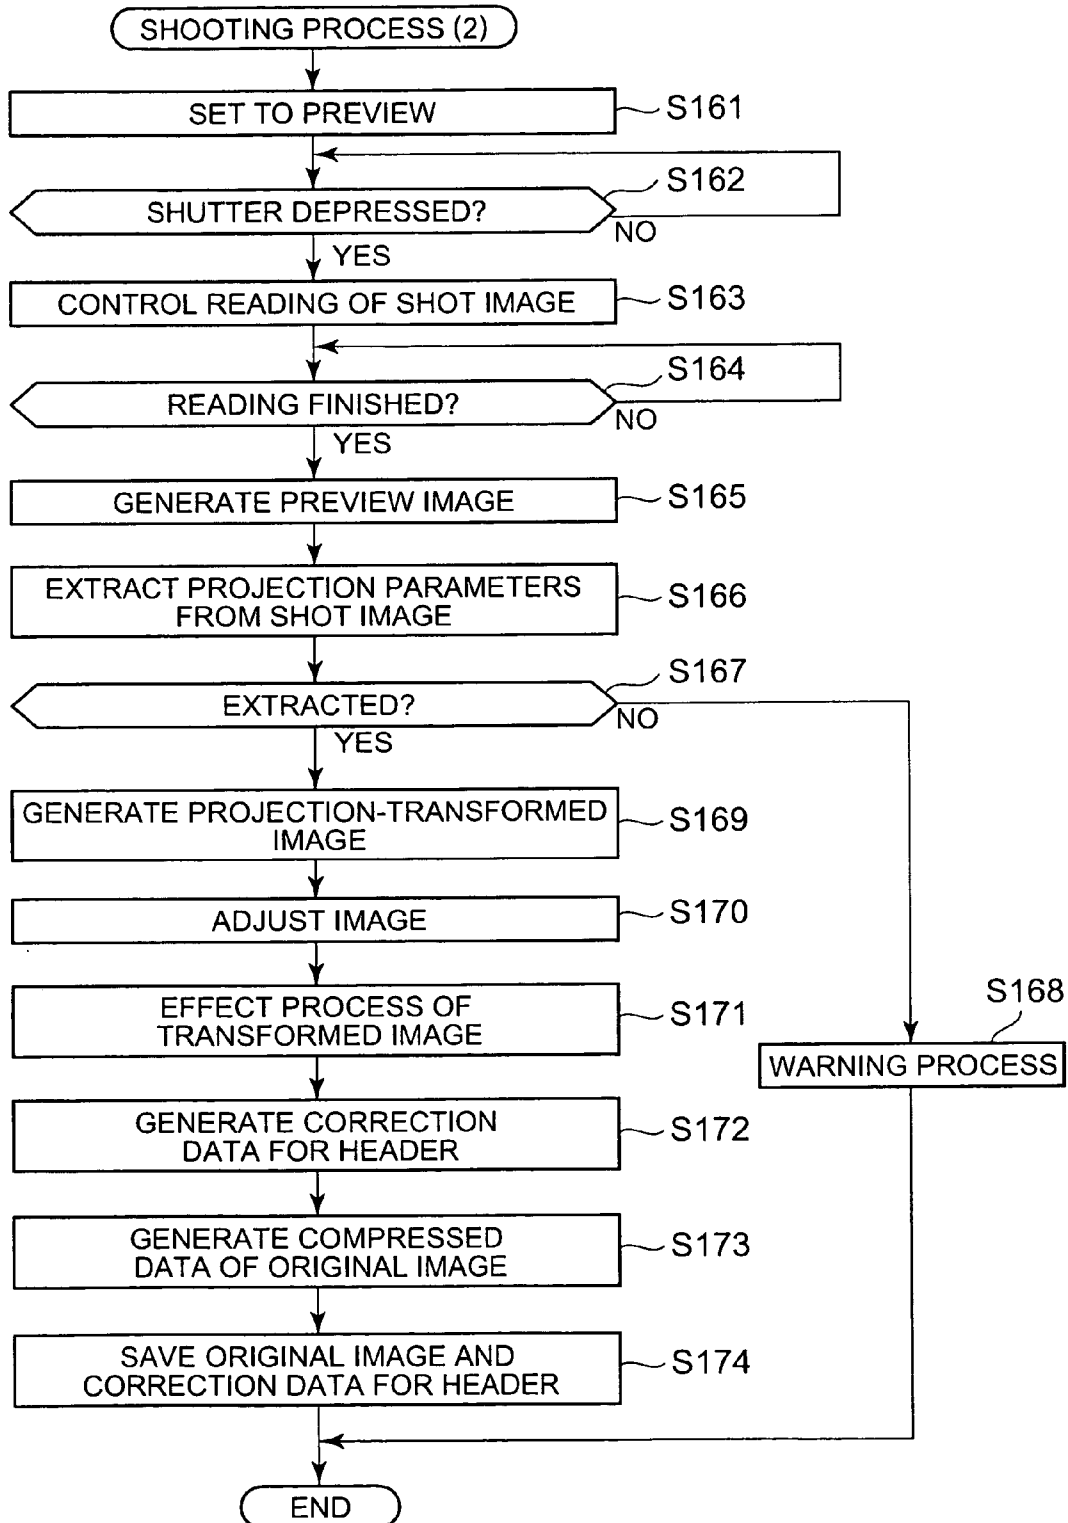 SHOOTING PROCESS (2)
SET TO PREVIEW
S161
SHUTTER DEPRESSED?
S162
NO
YES
CONTROL READING OF SHOT IMAGE
S163
READING FINISHED?
S164
NO
YES
GENERATE PREVIEW IMAGE
S165
EXTRACT PROJECTION PARAMETERS
FROM SHOT IMAGE
S166
EXTRACTED?
S167
NO
YES
GENERATE PROJECTION-TRANSFORMED
IMAGE
S169
ADJUST IMAGE
S170
EFFECT PROCESS OF
TRANSFORMED IMAGE
S171
S168
WARNING PROCESS
GENERATE CORRECTION
DATA FOR HEADER
S172
GENERATE COMPRESSED
DATA OF ORIGINAL IMAGE
S173
SAVE ORIGINAL IMAGE AND
CORRECTION DATA FOR HEADER
S174
END